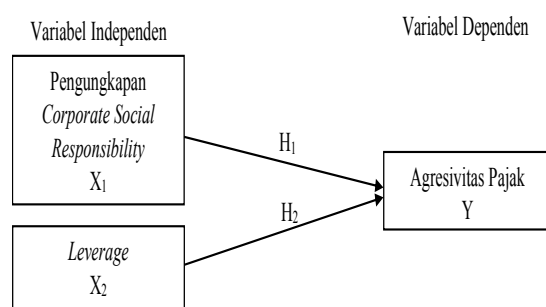 Variabel Independen
Variabel Dependen
Pengungkapan
Corporate Social
Responsibility
X₁
H₁
Agresivitas Pajak
Y
H₂
Leverage
X₂